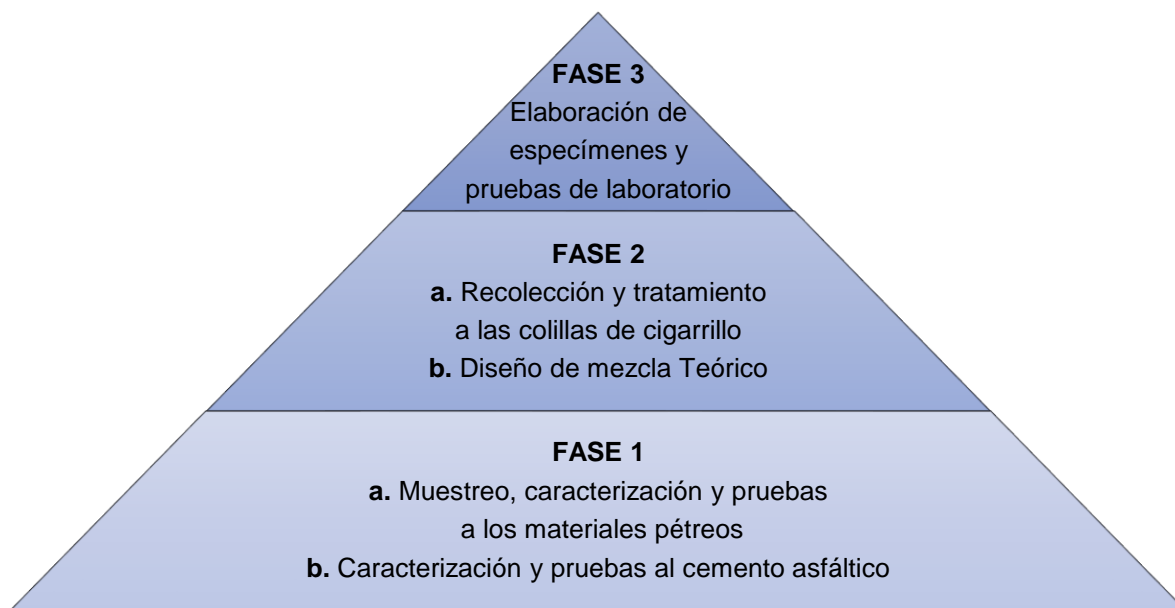 FASE 3
Elaboración de
especímenes y
pruebas de laboratorio
FASE 2
a. Recolección y tratamiento
a las colillas de cigarrillo
b. Diseño de mezcla Teórico
FASE 1
a. Muestreo, caracterización y pruebas
a los materiales pétreos
b. Caracterización y pruebas al cemento asfáltico